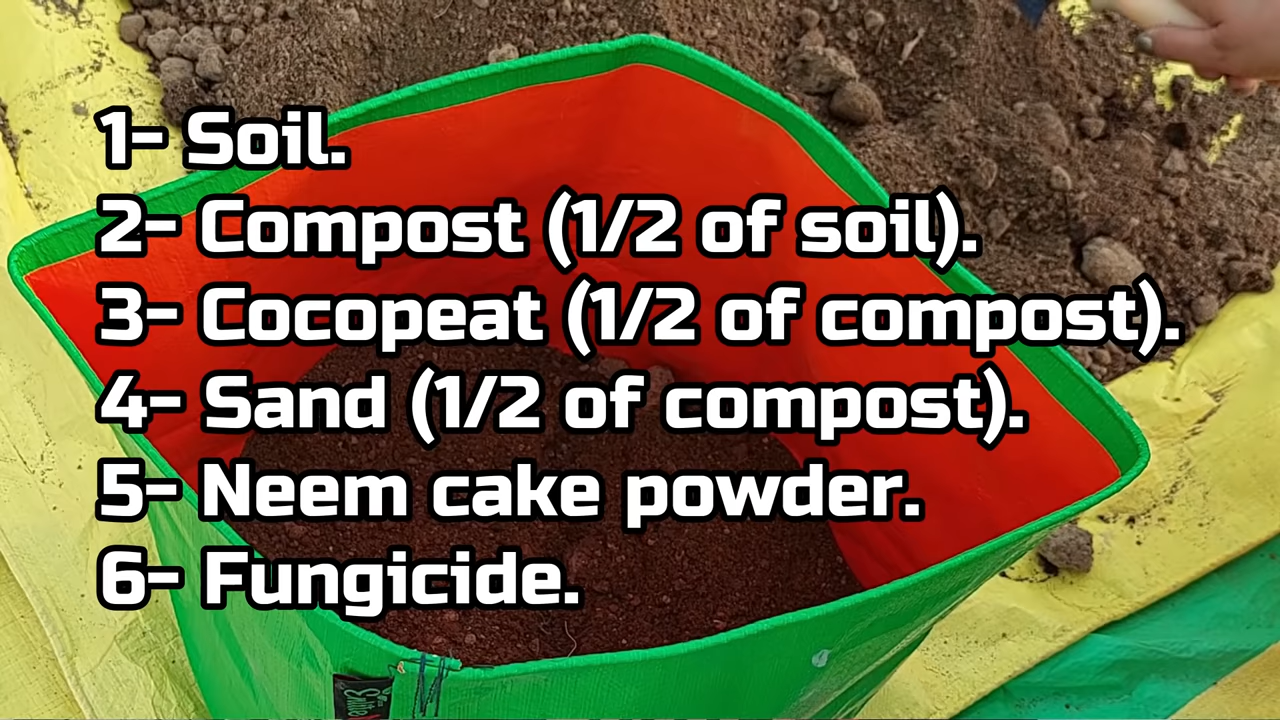 1- Soil.
2- Compost (1/2 of soil).
3- Cocopeat (1/2 of compost).
4- Sand (1/2 of compost).
5- Neem cake powder.
6- Fungicide.